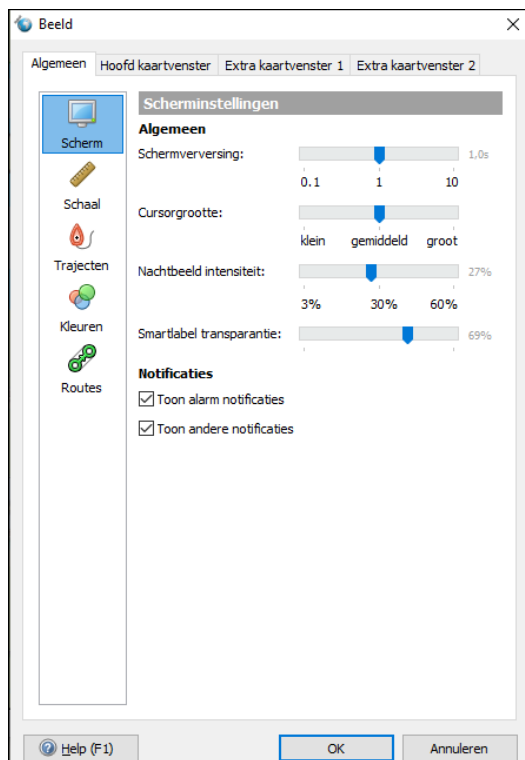 Beeld
Algemeen Hoofd kaartvenster Extra kaartvenster 1 Extra kaartvenster 2
Scherm
Schaal
Trajecten
Kleuren
Routes
Scherminstellingen
Algemeen
Schermverversing: 1,0s
0.1 1 10
Cursorgrootte:
klein gemiddeld groot
Nachtbeeld intensiteit: 27%
3% 30% 60%
Smartlabel transparantie: 69%
Notificaties
Toon alarm notificaties
Toon andere notificaties
Help (F1) OK Annuleren